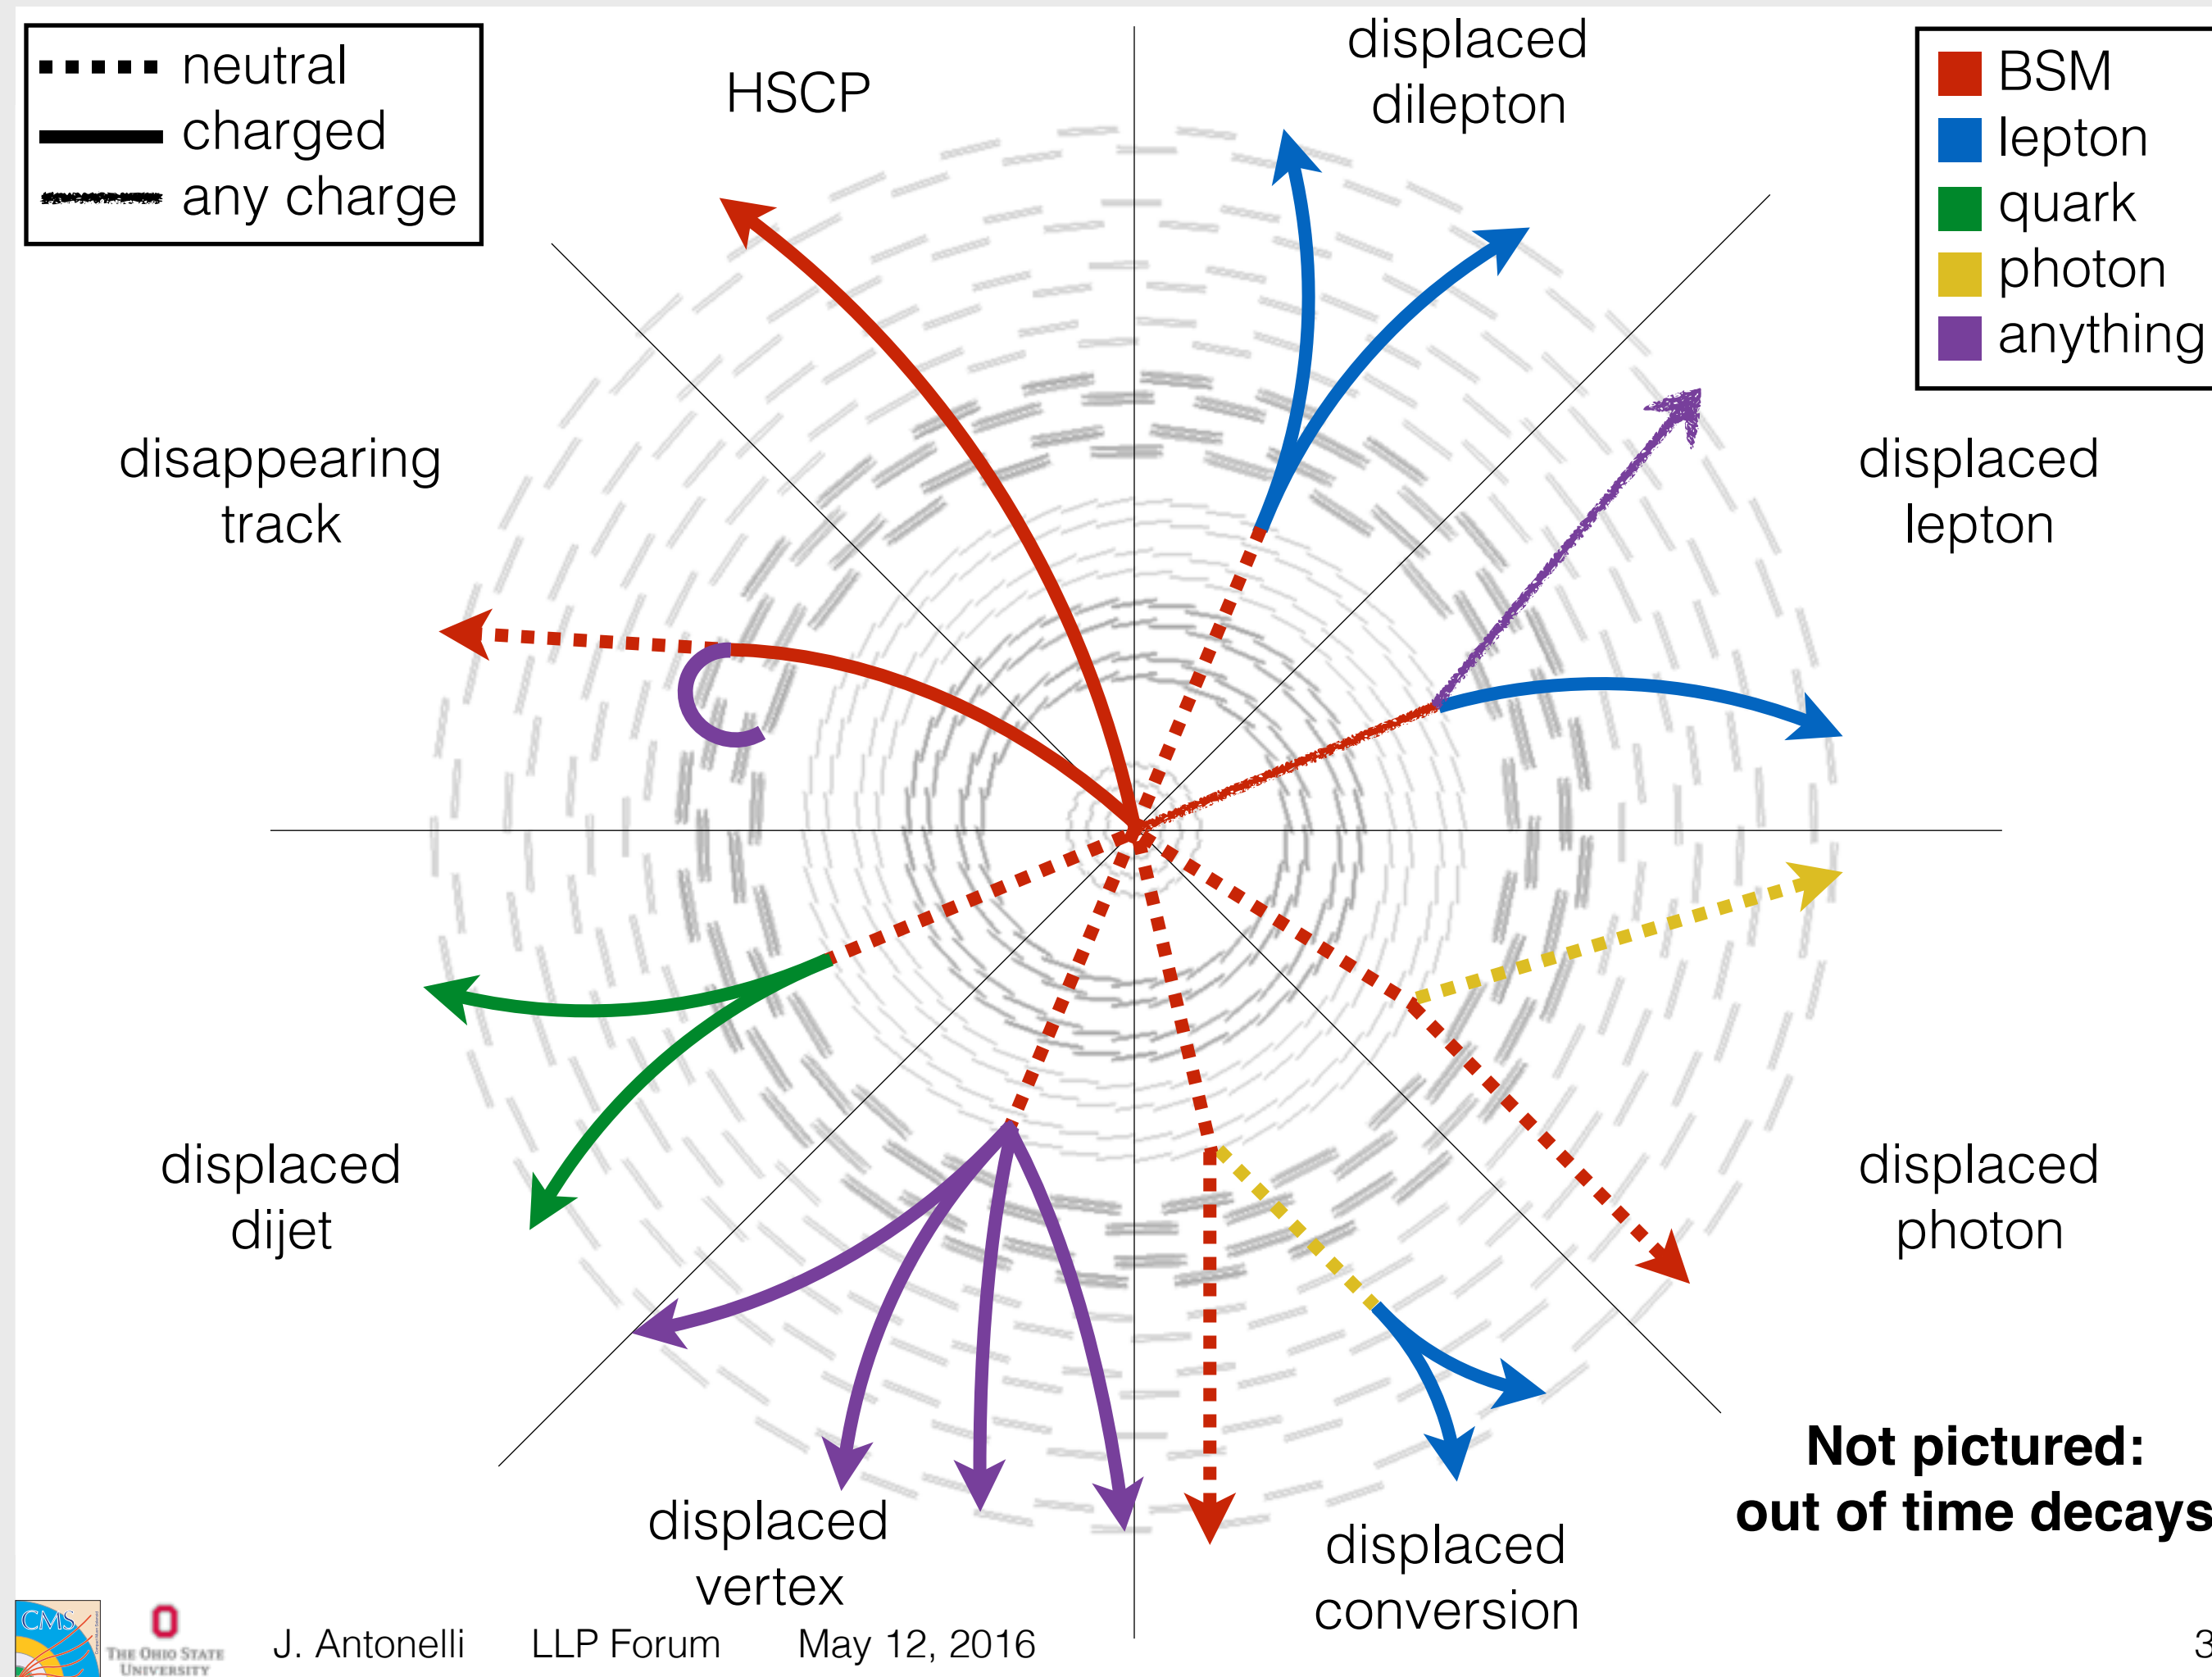 neutral
charged
any charge
HSCP
displaced
dilepton
BSM
lepton
quark
photon
anything
disappearing
track
displaced
lepton
displaced
dijet
displaced
photon
displaced
vertex
displaced
conversion
Not pictured:
out of time decays
CMS
THE OHIO STATE
UNIVERSITY
J. Antonelli LLP Forum May 12, 2016
3